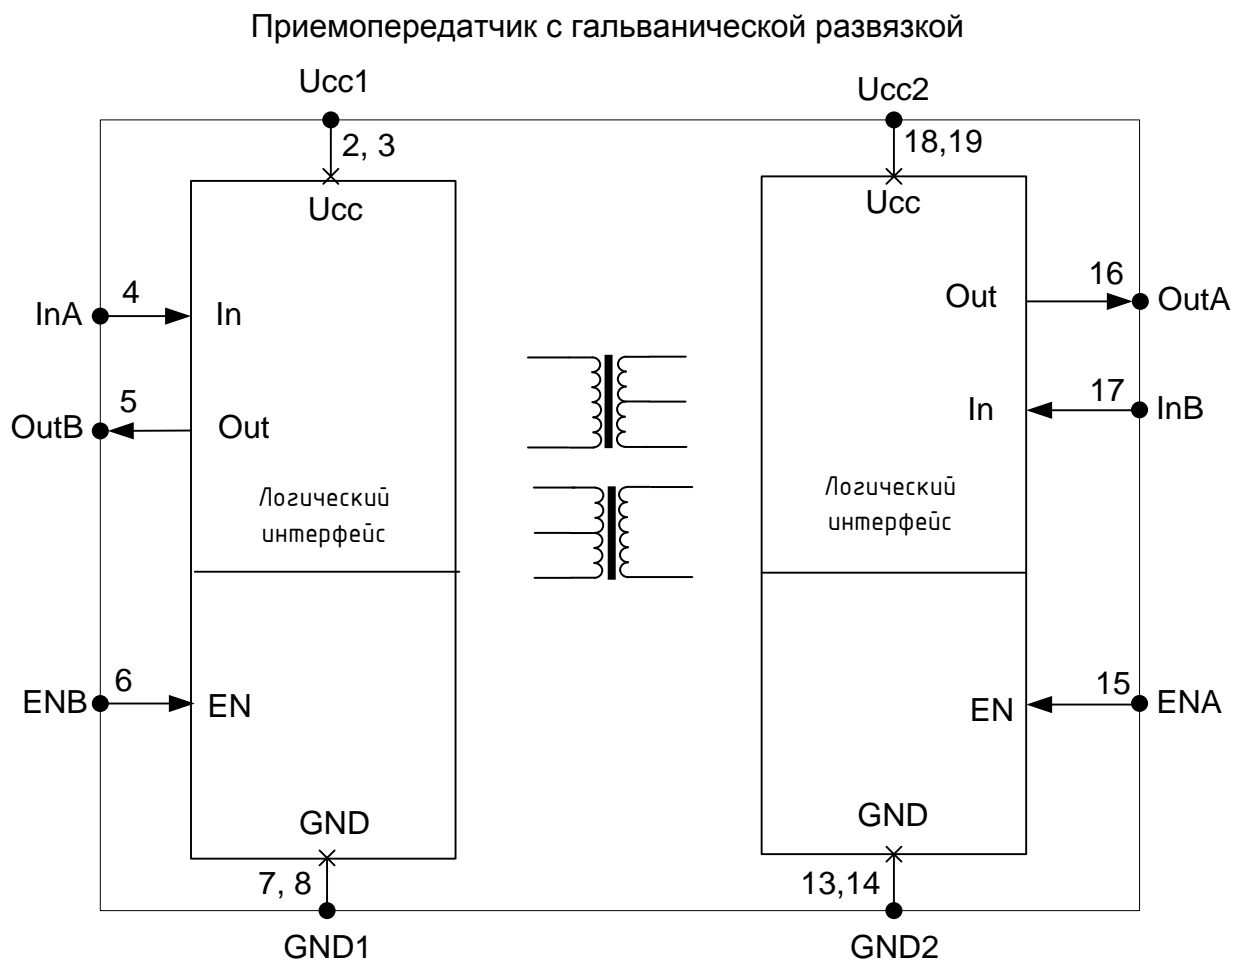 Приемопередатчик с гальванической развязкой
Ucc1
Ucc2
2, 3
18,19
Ucc
Ucc
InA
4
In
Out
16
OutA
OutB
5
Out
In
17
InB
Логический
интерфейс
Логический
интерфейс
ENB
6
EN
EN
15
ENA
GND
GND
7, 8
13,14
GND1
GND2